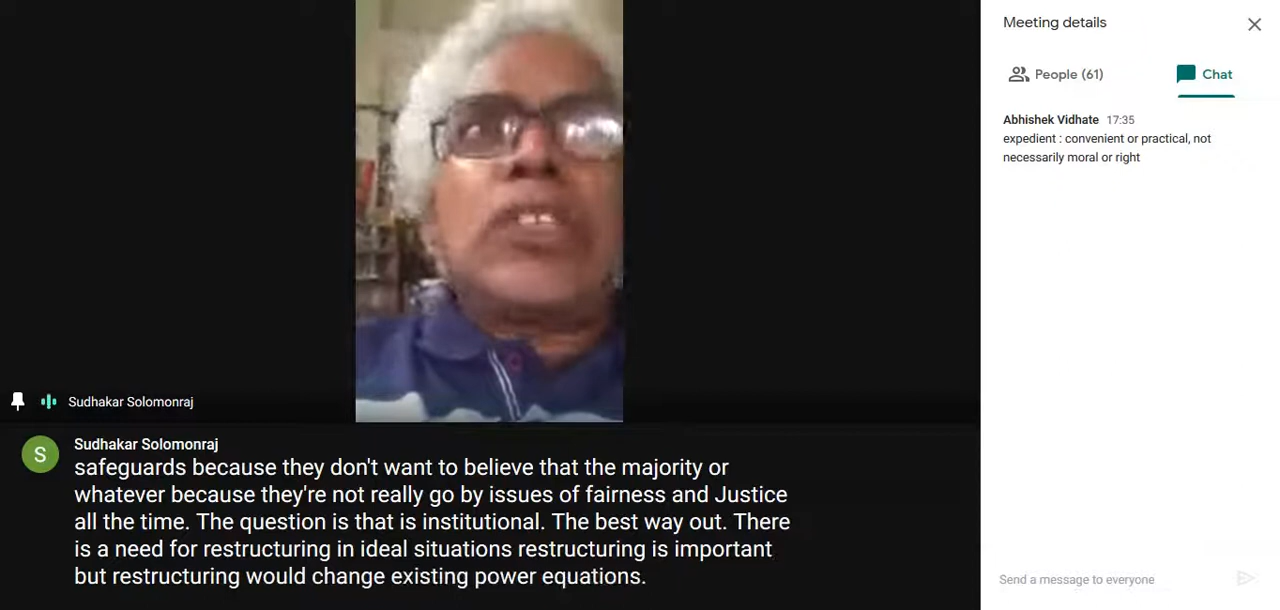 Meeting details
People (61)
Chat
Abhishek Vidhate 17:35
expedient : convenient or practical, not
necessarily moral or right
Sudhakar Solomonraj
S
Sudhakar Solomonraj
safeguards because they don't want to believe that the majority or
whatever because they're not really go by issues of fairness and Justice
all the time. The question is that is institutional. The best way out. There
is a need for restructuring in ideal situations restructuring is important
but restructuring would change existing power equations.
Send a message to everyone